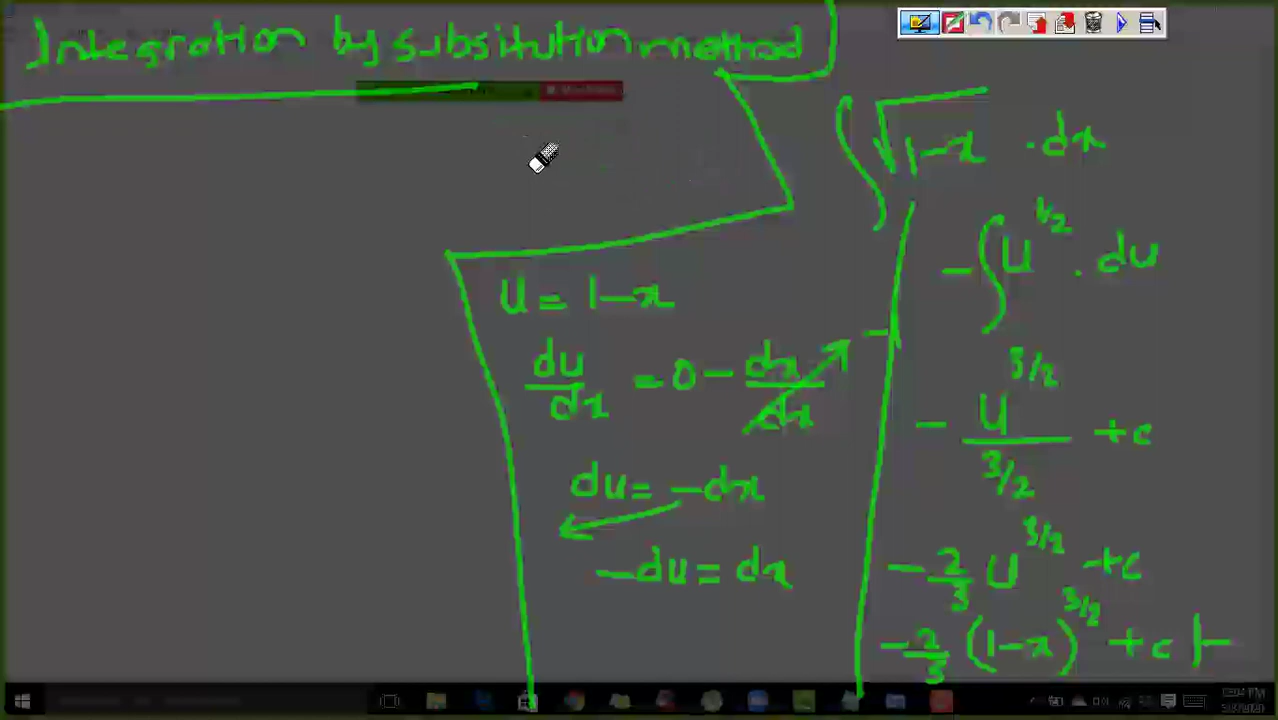 Integration by subsitution method
U = 1-x
du/dx = 0 - dx/dx
du = -dx
-du = dx
∫√1-x . dx
-∫U^1/2 . du
- U^3/2 / 3/2 + c
- 2/3 U^3/2 + c
- 2/3 (1-x)^3/2 + c